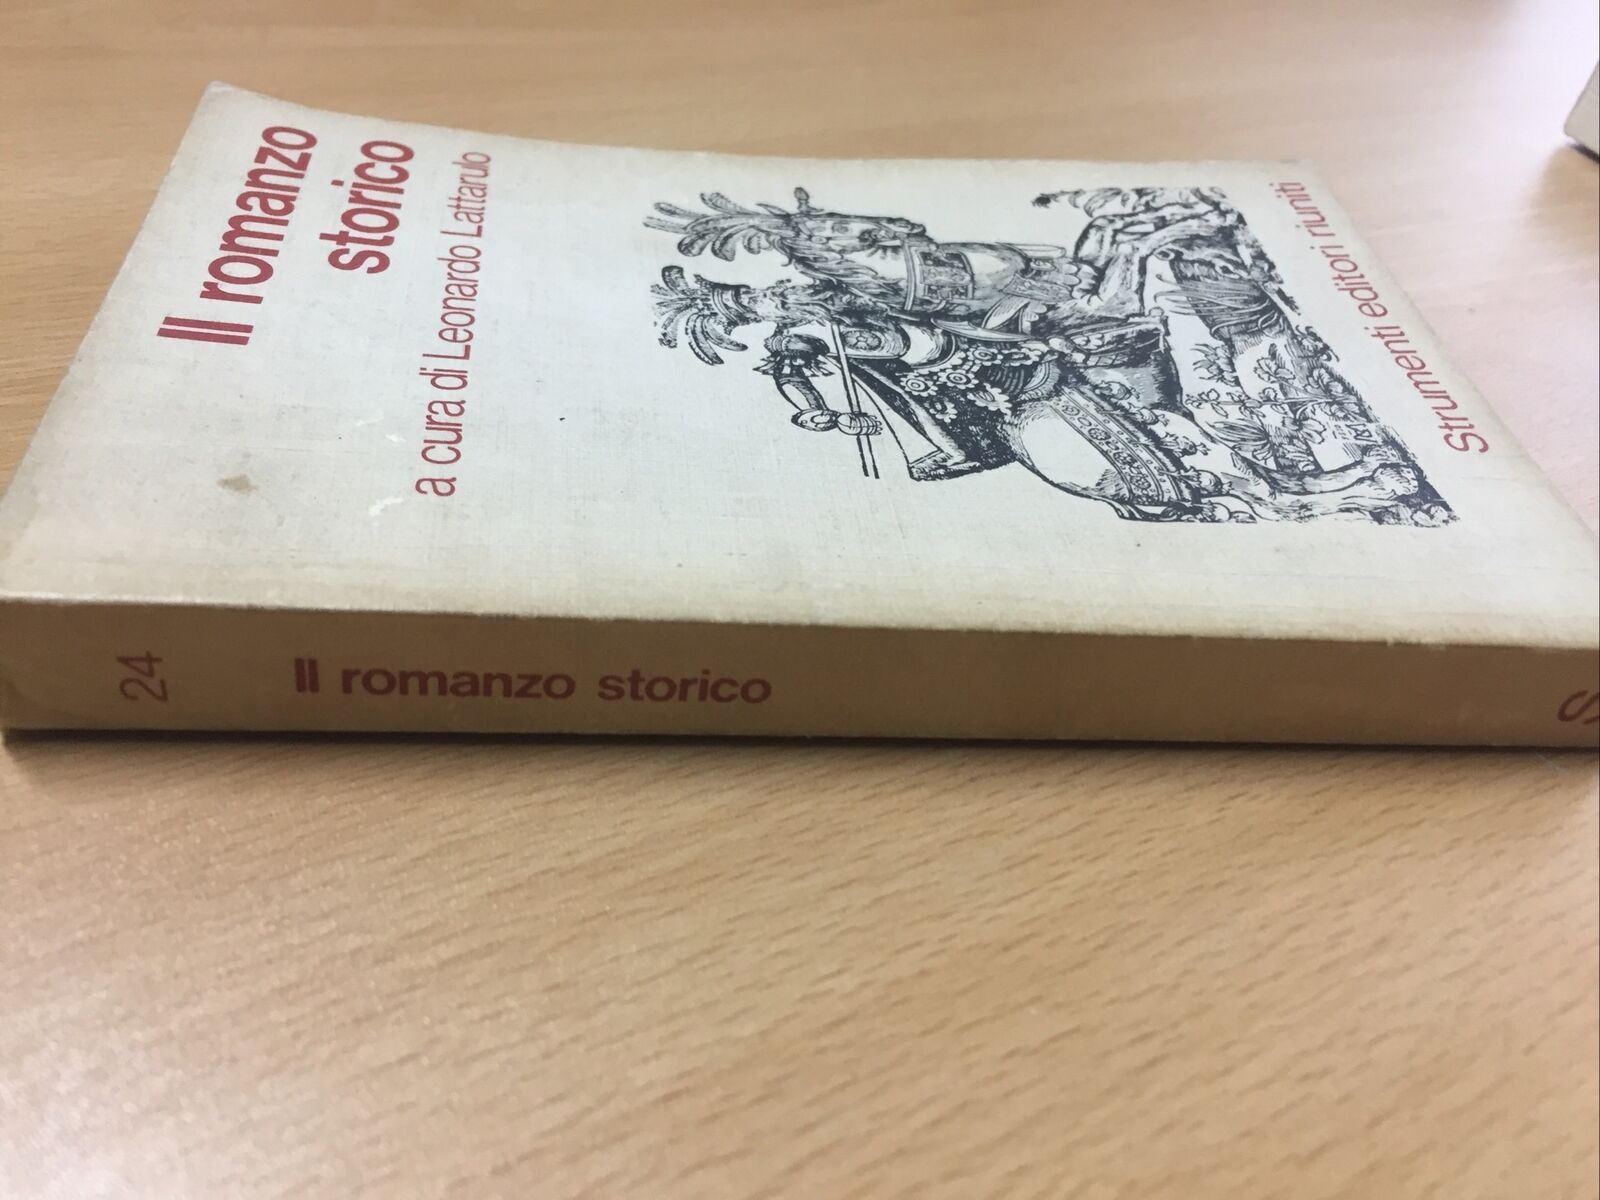 Il romanzo
storico
a cura di Leonardo Lattarulo
Strumenti editori riuniti
24
Il romanzo storico
S